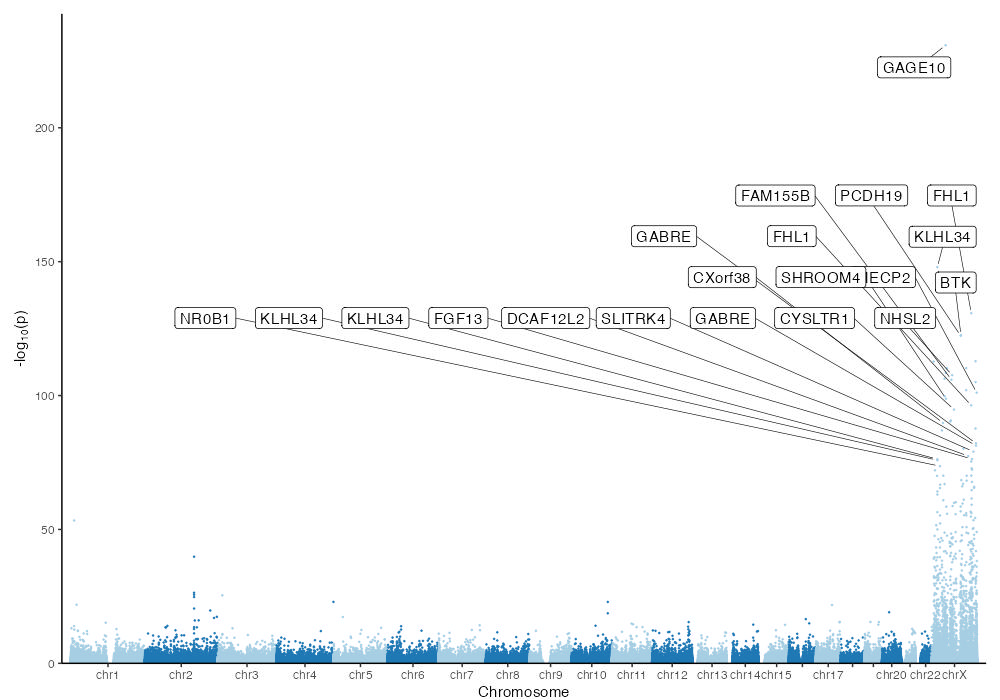 GAGE10
200
FAM155B PCDH19 FHL1
GABRE FHL1 KLHL34
150
CXorf38 SHROOM4 IECP2 BTK
NR0B1 KLHL34 KLHL34 FGF13 DCAF12L2 SLITRK4 GABRE CYSLTR1 NHSL2
-log10(p)
100
50
0
chr1 chr2 chr3 chr4 chr5 chr6 chr7 chr8 chr9 chr10 chr11 chr12 chr13 chr14 chr15 chr17 chr20 chr22 chrX
Chromosome